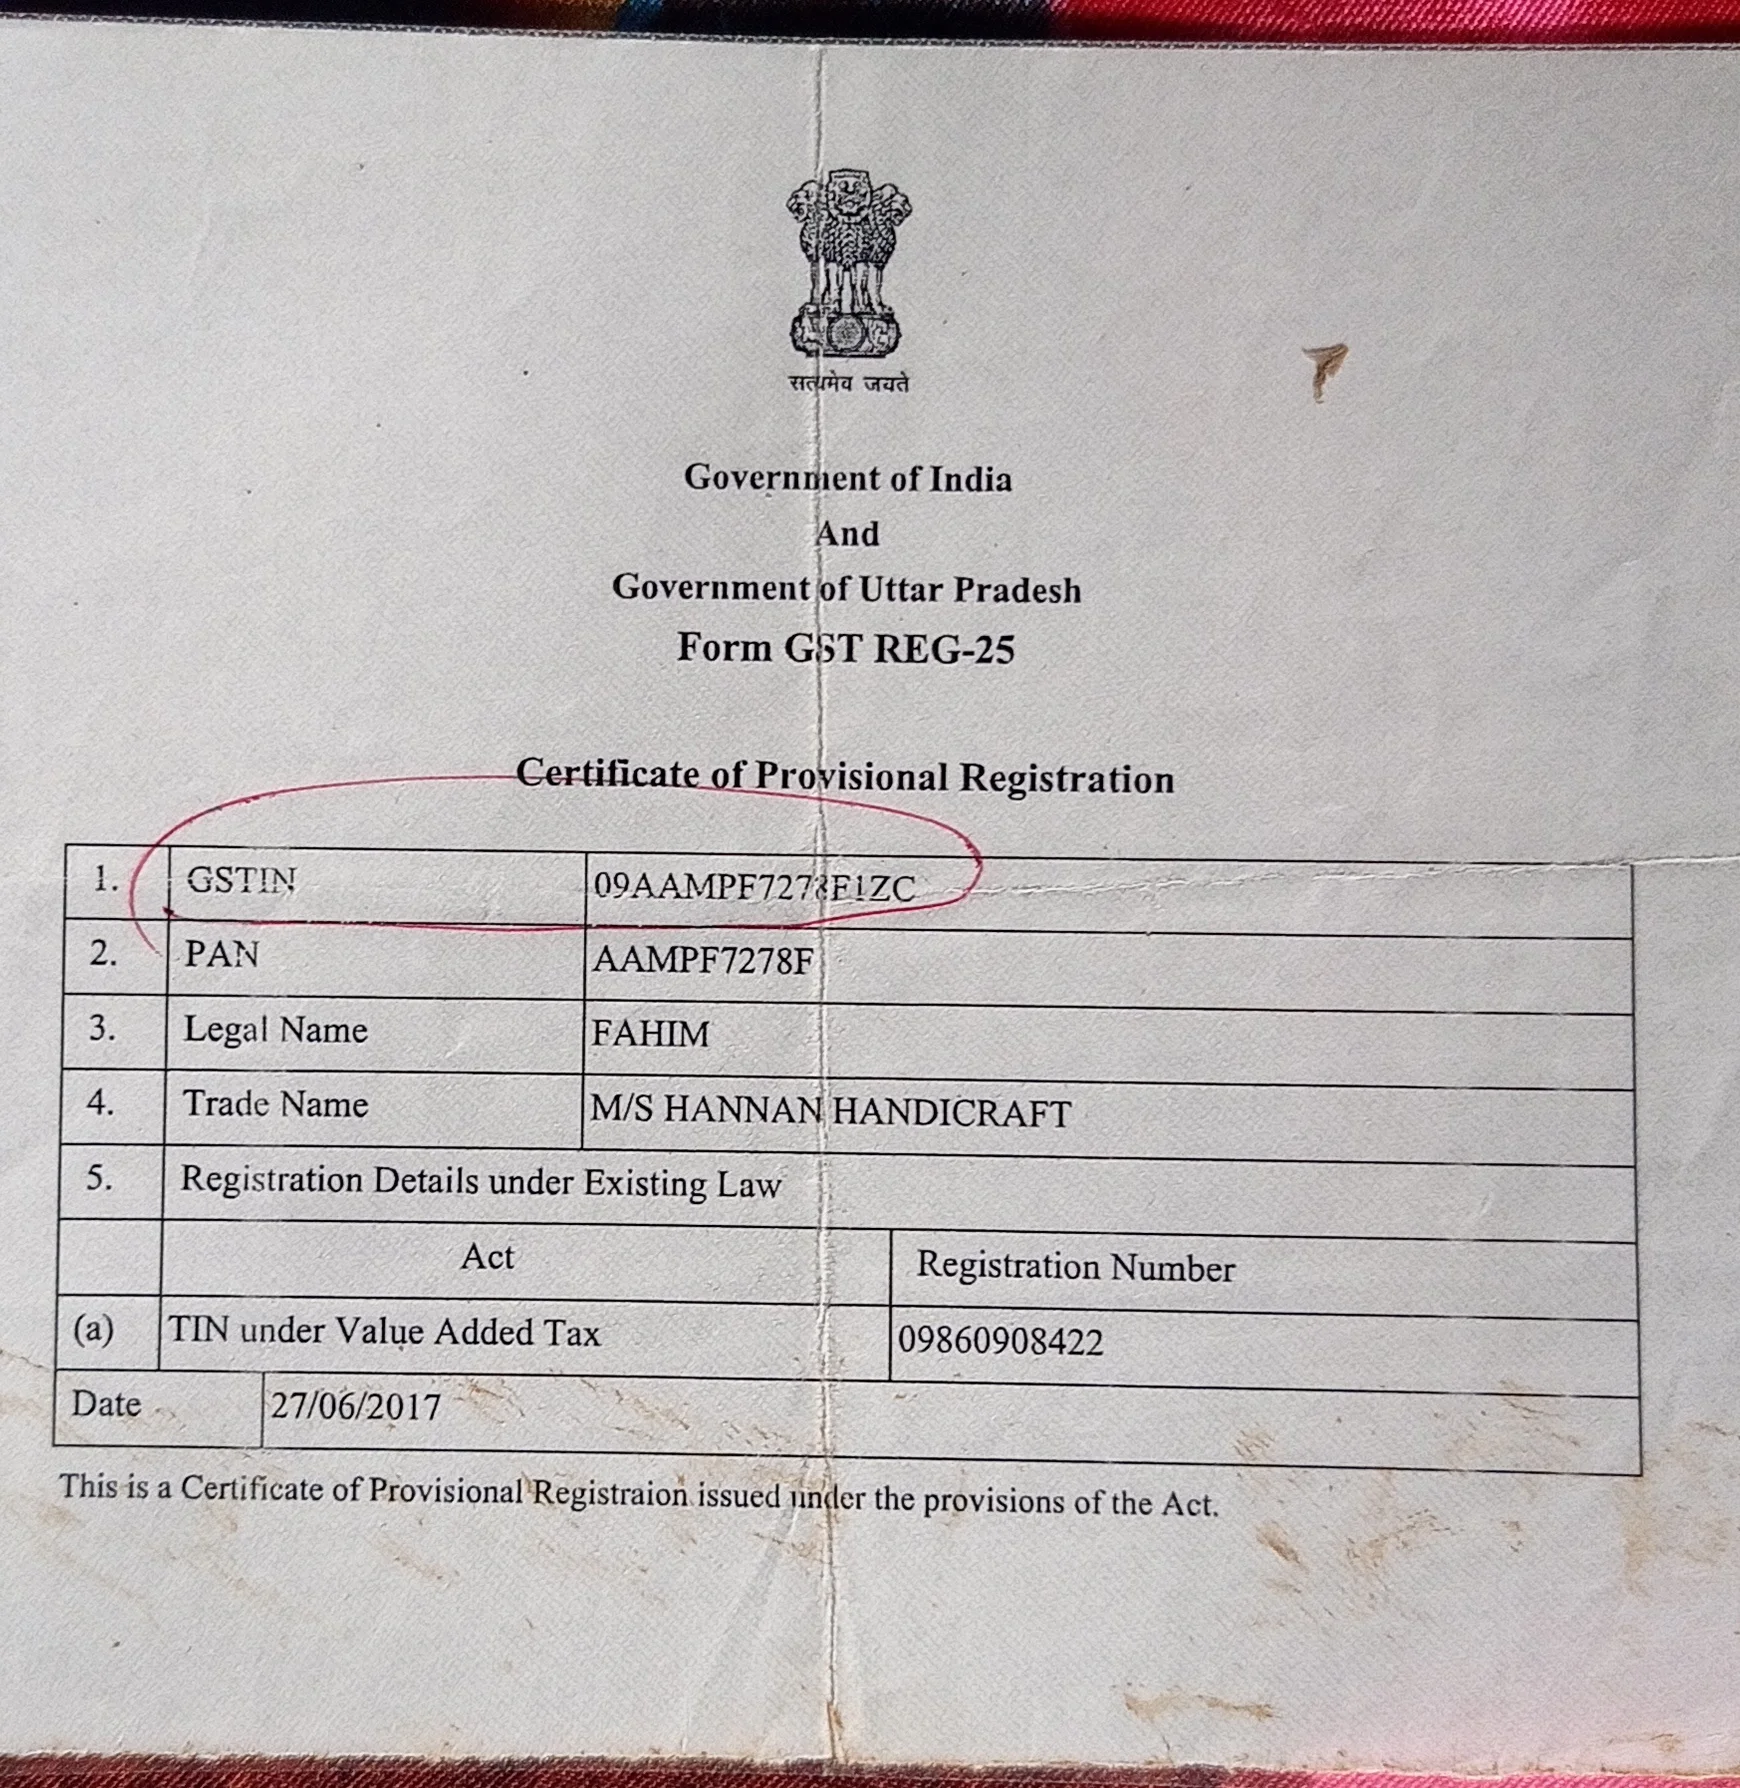 सत्यमेव जयते
Government of India
And
Government of Uttar Pradesh
Form GST REG-25
Certificate of Provisional Registration
1. GSTIN 09AAMPF7278F1ZC
2. PAN AAMPF7278F
3. Legal Name FAHIM
4. Trade Name M/S HANNAN HANDICRAFT
5. Registration Details under Existing Law
Act Registration Number
(a) TIN under Value Added Tax 09860908422
Date 27/06/2017
This is a Certificate of Provisional Registraion issued under the provisions of the Act.